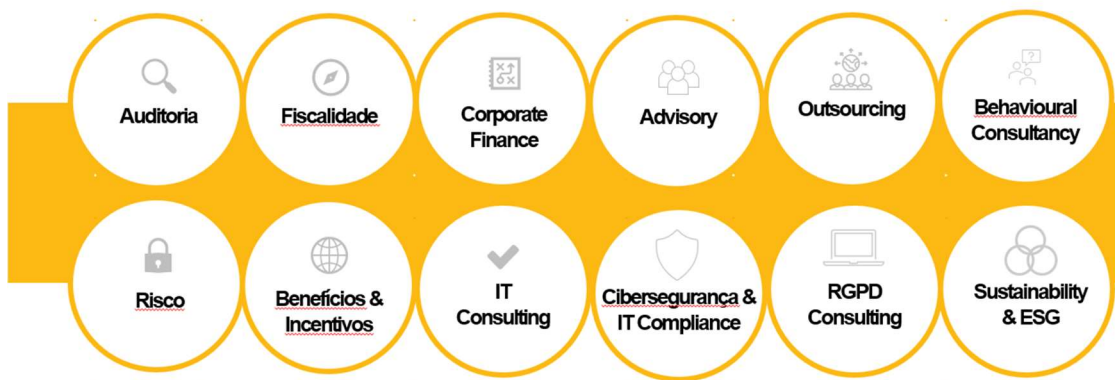 Auditoria
Fiscalidade
Corporate
Finance
Advisory
Outsourcing
?
Behavioural
Consultancy
Risco
Benefícios &
Incentivos
IT
Consulting
Cibersegurança &
IT Compliance
RGPD
Consulting
Sustainability
& ESG